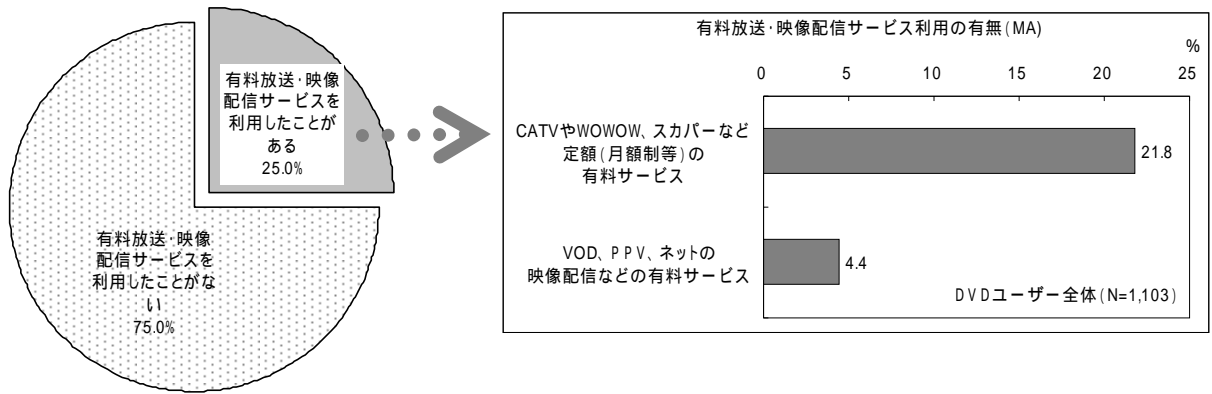 有料放送･映像
配信サービスを
利用したことが
ある
25.0%
有料放送･映像
配信サービスを
利用したことがな
い
75.0%
有料放送･映像配信サービス利用の有無(MA)
%
0 5 10 15 20 25
CATVやWOWOW、スカパーなど
定額(月額制等)の
有料サービス
21.8
VOD、PPV、ネットの
映像配信などの有料サービス
4.4
DVDユーザー全体(N=1,103)